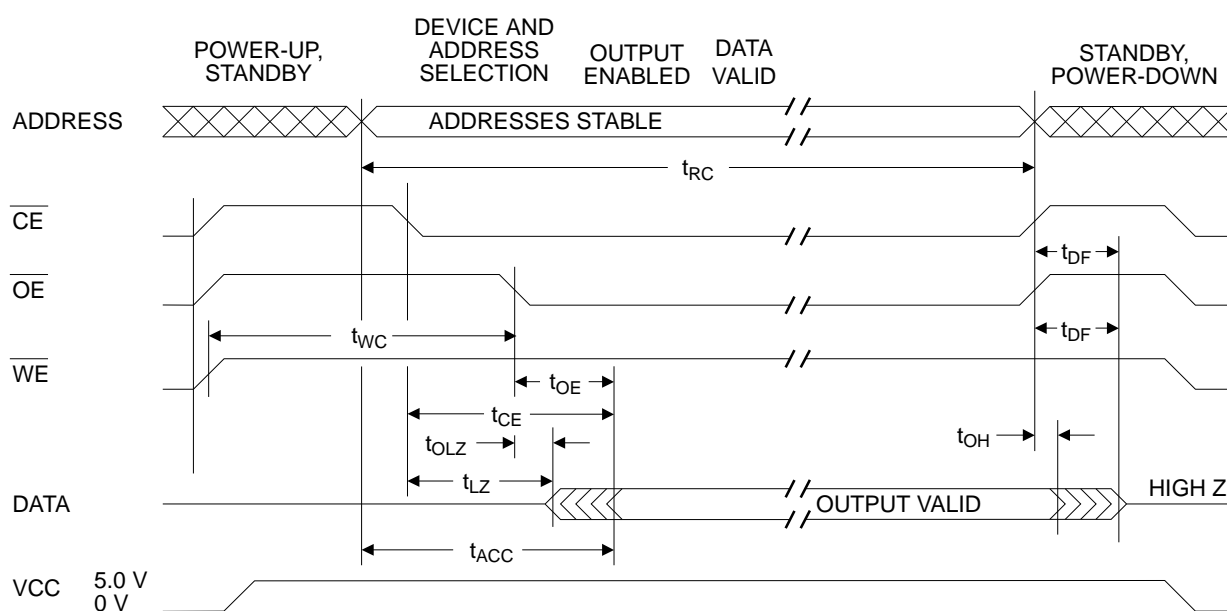 POWER-UP,
STANDBY
DEVICE AND
ADDRESS
SELECTION
OUTPUT
ENABLED
DATA
VALID
STANDBY,
POWER-DOWN
ADDRESS
ADDRESSES STABLE
tRC
CE
tDF
OE
tWC
tDF
WE
tOE
tCE
tOLZ
tOH
tLZ
DATA
OUTPUT VALID
HIGH Z
tACC
VCC 5.0 V
0 V